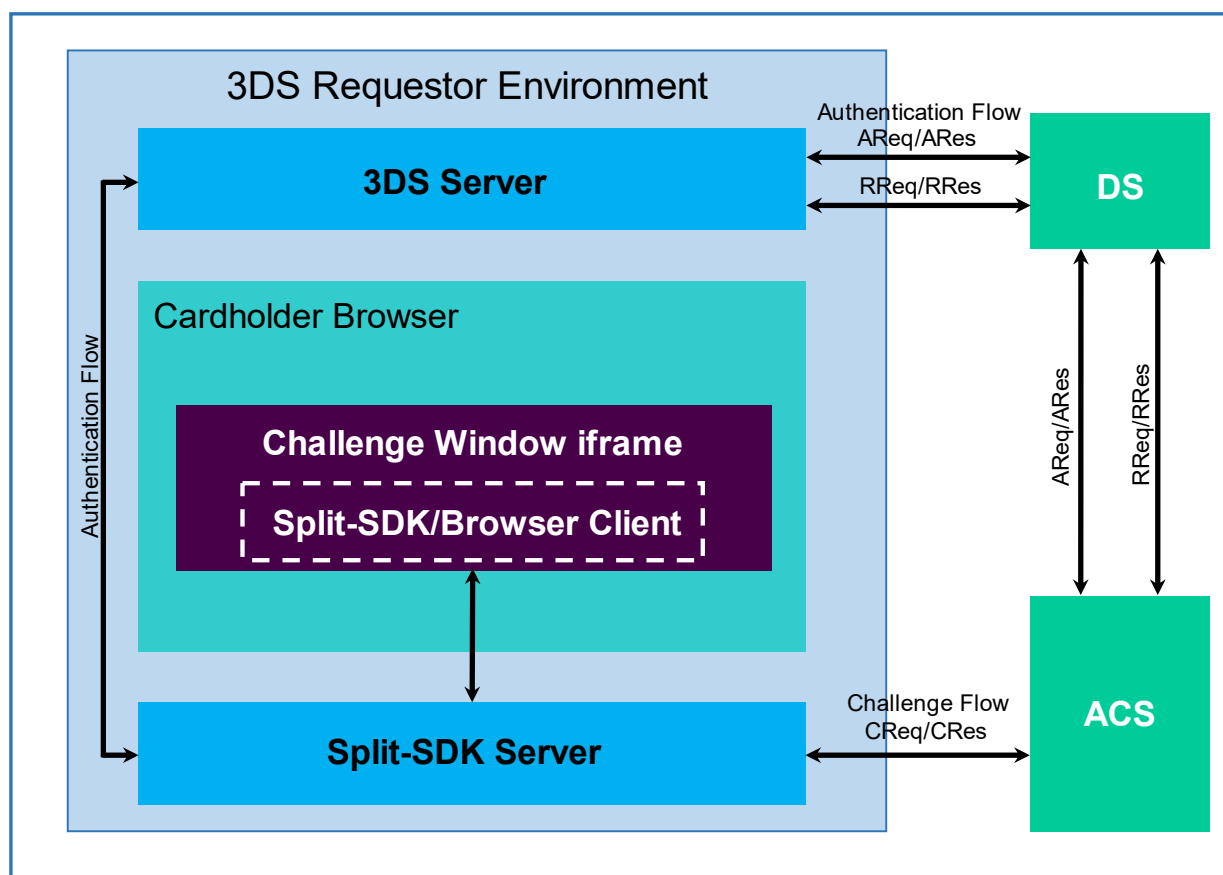 3DS Requestor Environment
Authentication Flow
AReq/ARes
3DS Server
RReq/RRes
DS
Cardholder Browser
Authentication Flow
Challenge Window iframe
Split-SDK/Browser Client
AReq/ARes
RReq/RRes
Challenge Flow
CReq/CRes
ACS
Split-SDK Server